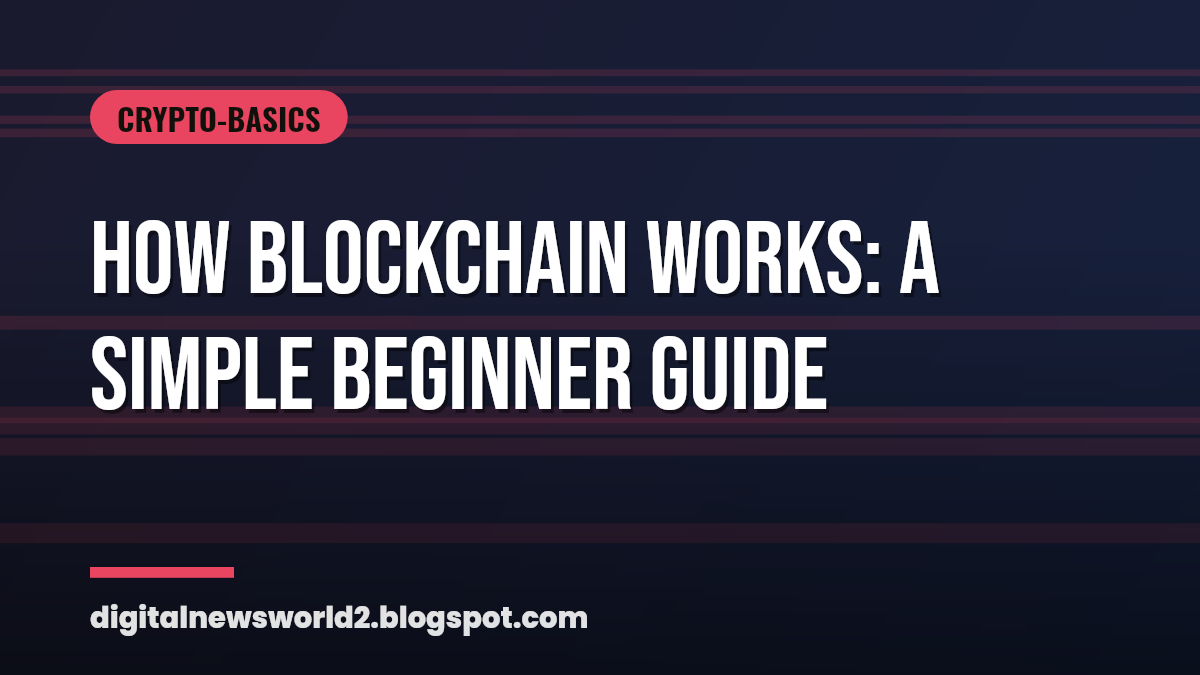 CRYPTO-BASICS
HOW BLOCKCHAIN WORKS: A
SIMPLE BEGINNER GUIDE
digitalnewsworld2.blogspot.com